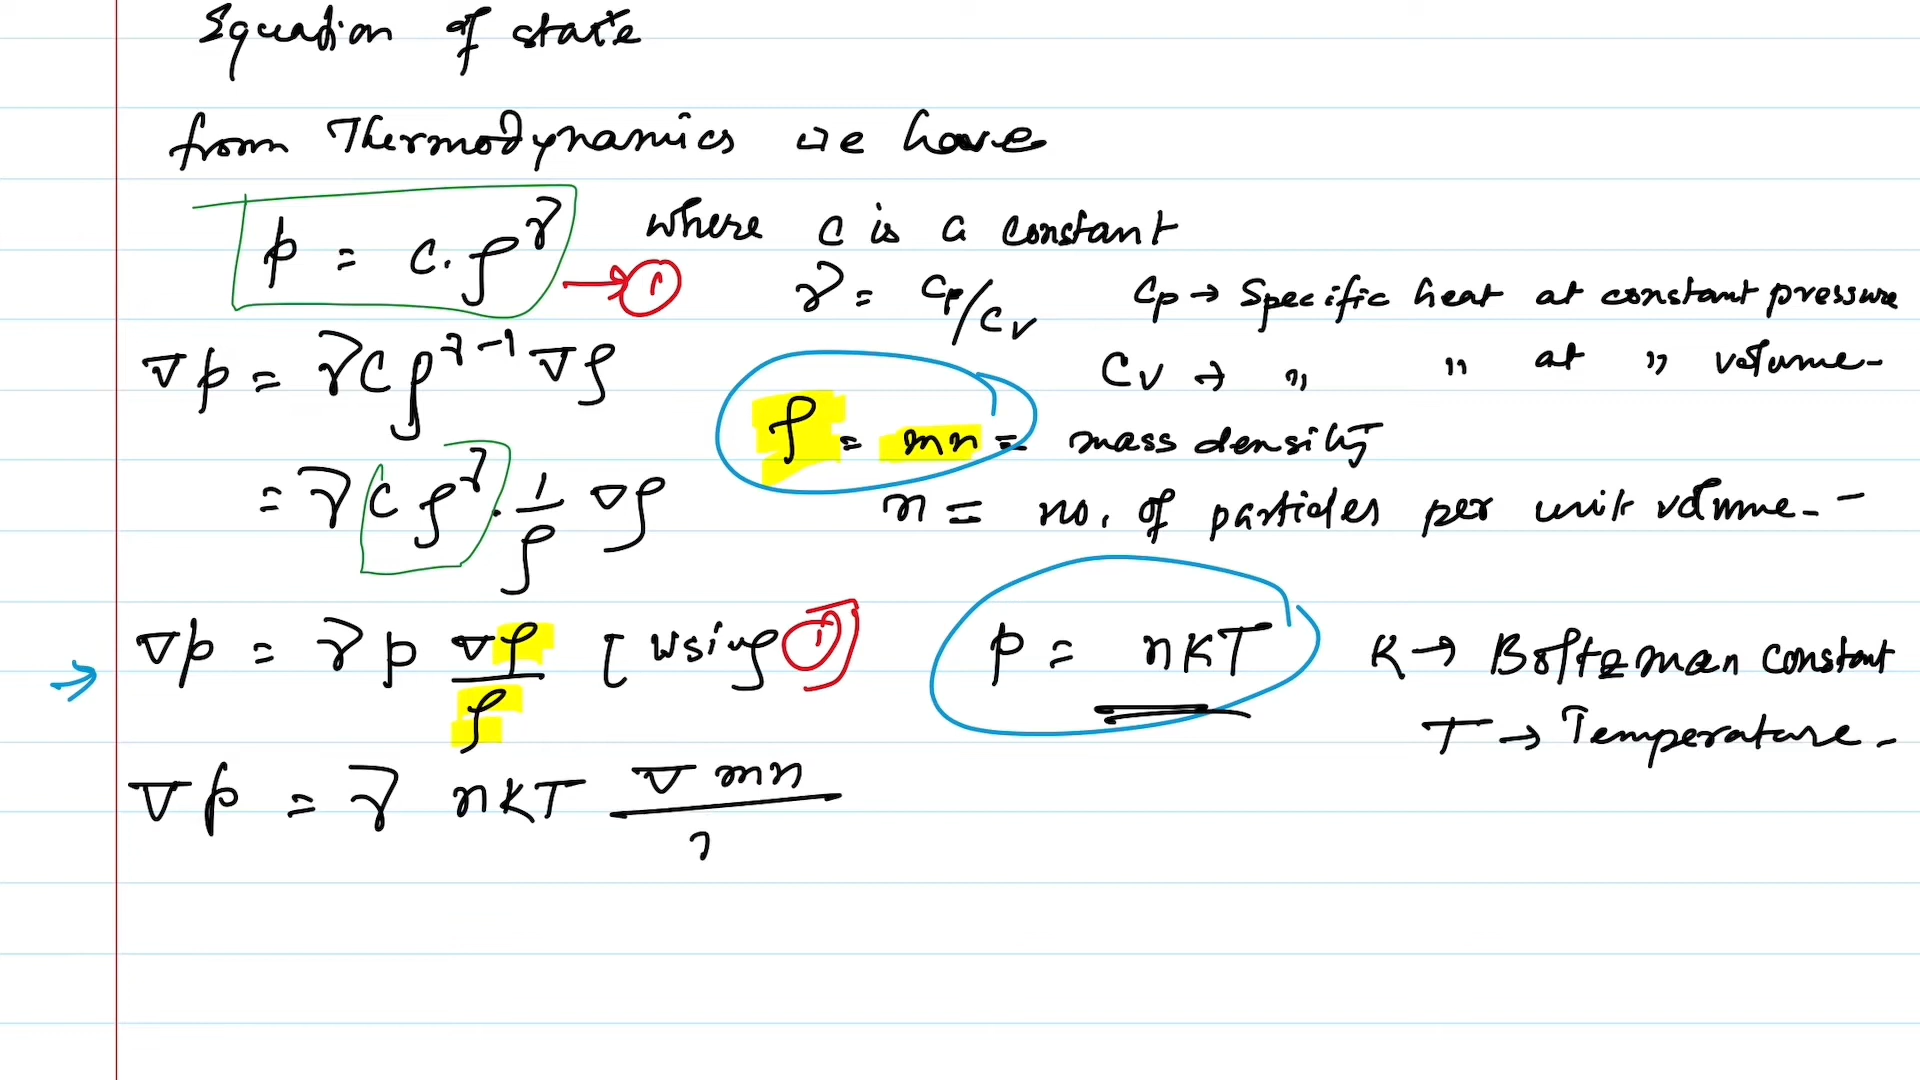 Equation of state
from Thermodynamics we have
p = c.ρ^γ → ① where c is a constant
γ = Cp/Cv Cp → Specific heat at constant pressure
∇p = γcρ^γ-1 ∇ρ Cv → " " at " volume-
ρ = mn = mass density
= γ cρ^γ . 1/ρ ∇ρ n = no. of particles per unit volume. -
∇p = γ p ∇ρ/ρ [using ①] p = nKT K → Boltzman constant
T → Temperature.
∇p = γ nKT ∇mn/